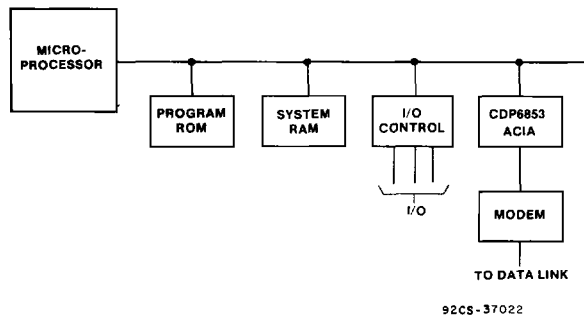 MICRO-
PROCESSOR
PROGRAM
ROM
SYSTEM
RAM
I/O
CONTROL
CDP6853
ACIA
I/O
MODEM
TO DATA LINK
92CS-37022